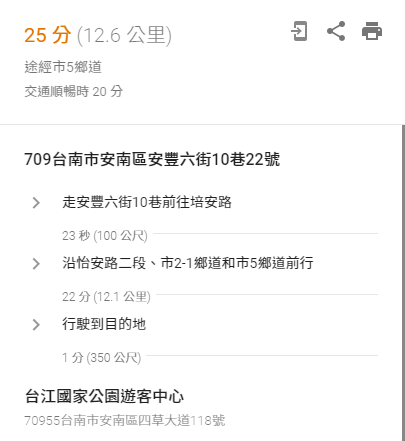 25 分 (12.6 公里)
途經市5鄉道
交通順暢時 20 分
709台南市安南區安豐六街10巷22號
走安豐六街10巷前往培安路
23 秒 (100 公尺)
沿怡安路二段、市2-1鄉道和市5鄉道前行
22 分 (12.1 公里)
行駛到目的地
1 分 (350 公尺)
台江國家公園遊客中心
70955台南市安南區四草大道118號